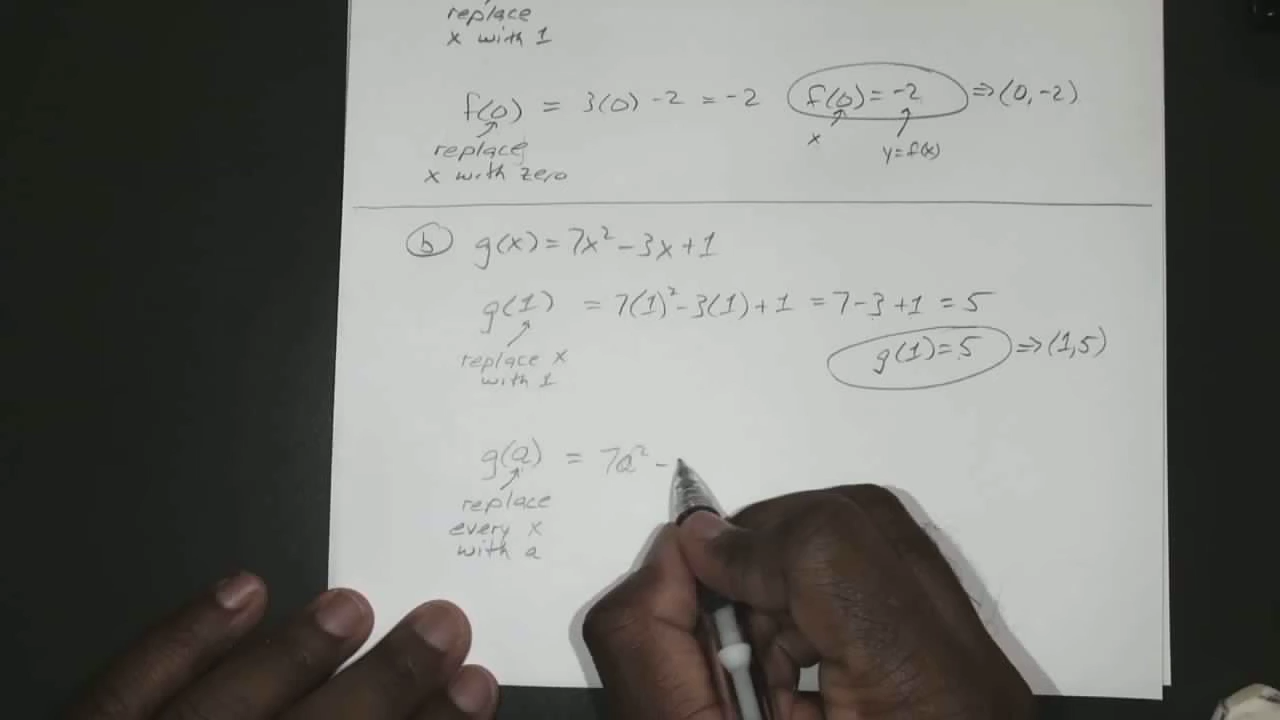 replace
x with 1
f(0) = 3(0) -2 = -2 f(0) = -2 ⇒ (0,-2)
replace x y=f(x)
x with zero
b g(x) = 7x² - 3x + 1
g(1) = 7(1)² - 3(1) + 1 = 7 - 3 + 1 = 5
replace x g(1) = 5 ⇒ (1,5)
with 1
g(a) = 7a² -
replace
every x
with a